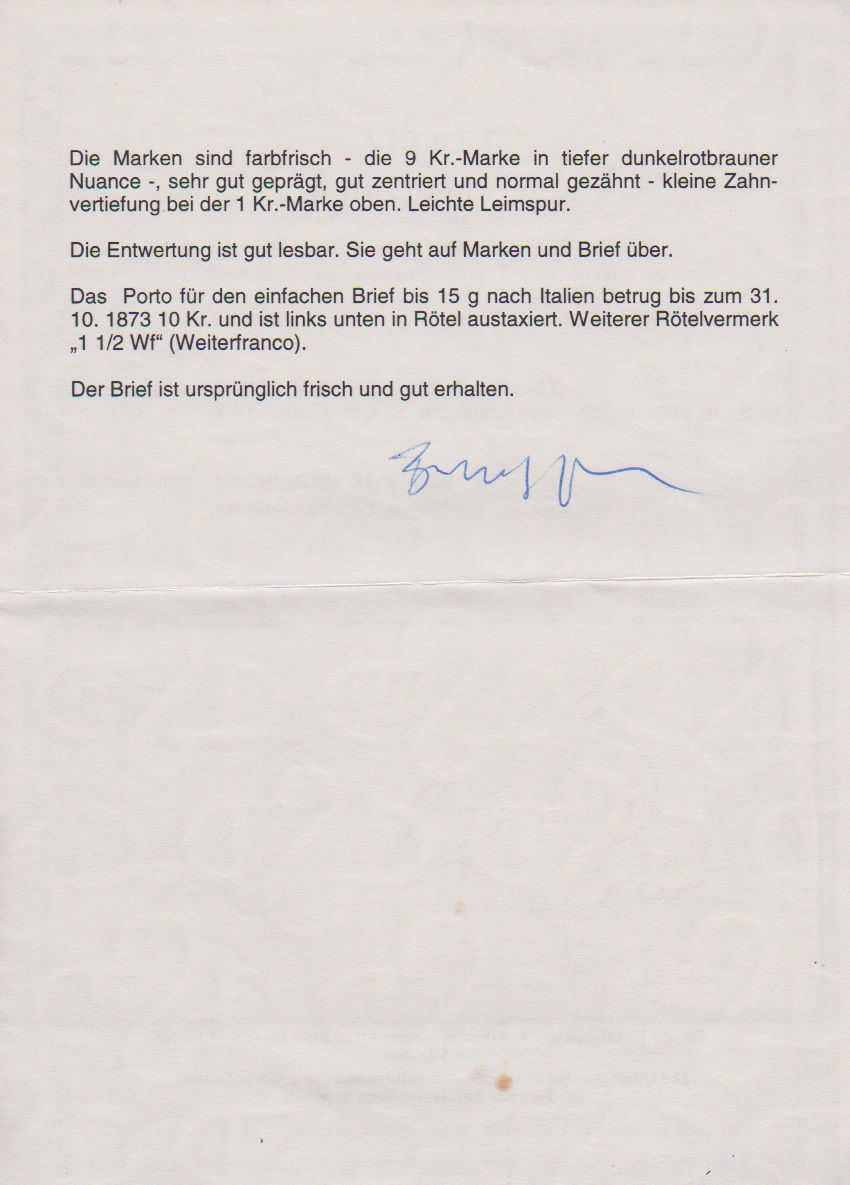 Die Marken sind farbfrisch - die 9 Kr.-Marke in tiefer dunkelrotbrauner
Nuance -, sehr gut geprägt, gut zentriert und normal gezähnt - kleine Zahn-
vertiefung bei der 1 Kr.-Marke oben. Leichte Leimspur.
Die Entwertung ist gut lesbar. Sie geht auf Marken und Brief über.
Das Porto für den einfachen Brief bis 15 g nach Italien betrug bis zum 31.
10. 1873 10 Kr. und ist links unten in Rötel austaxiert. Weiterer Rötelvermerk
„1 1/2 Wf“ (Weiterfranco).
Der Brief ist ursprünglich frisch und gut erhalten.